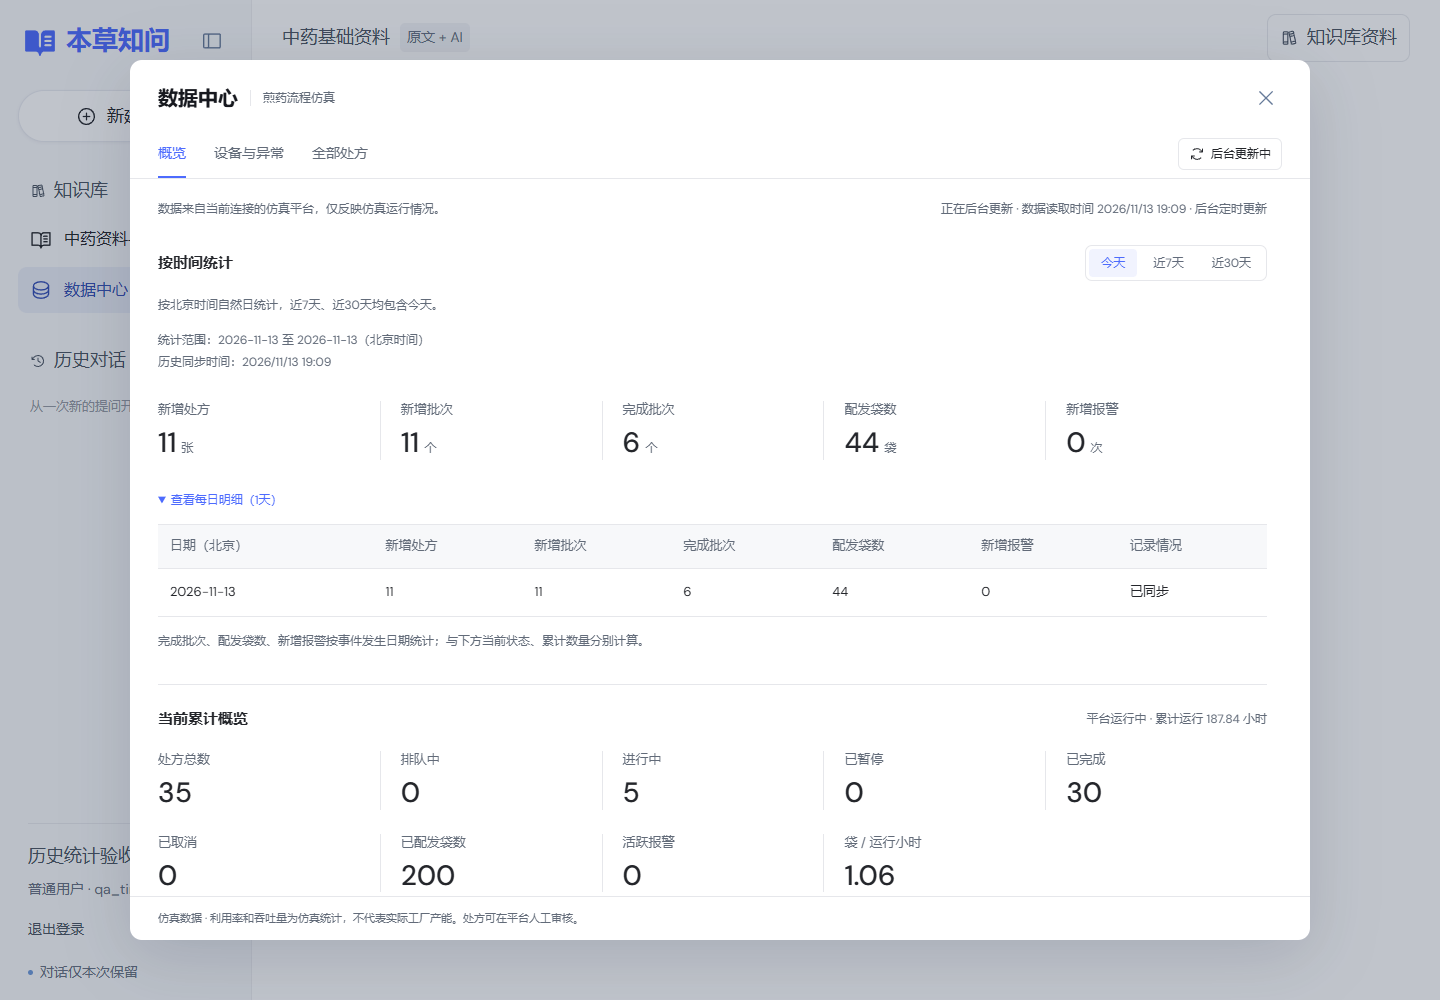 本草知问
中药基础资料
原文 + AI
知识库资料
新建
知识库
中药资料
数据中心
历史对话
从一次新的提问开
历史统计验收
普通用户 · qa_ti
退出登录
对话仅本次保留
数据中心
煎药流程仿真
概览
设备与异常
全部处方
后台更新中
数据来自当前连接的仿真平台，仅反映仿真运行情况。
正在后台更新 · 数据读取时间 2026/11/13 19:09 · 后台定时更新
按时间统计
今天 近7天 近30天
按北京时间自然日统计，近7天、近30天均包含今天。
统计范围：2026-11-13 至 2026-11-13（北京时间）
历史同步时间：2026/11/13 19:09
新增处方 新增批次 完成批次 配发袋数 新增报警
11 张 11 个 6 个 44 袋 0 次
▼ 查看每日明细（1天）
日期（北京） 新增处方 新增批次 完成批次 配发袋数 新增报警 记录情况
2026-11-13 11 11 6 44 0 已同步
完成批次、配发袋数、新增报警按事件发生日期统计；与下方当前状态、累计数量分别计算。
当前累计概览
平台运行中 · 累计运行 187.84 小时
处方总数 排队中 进行中 已暂停 已完成
35 0 5 0 30
已取消 已配发袋数 活跃报警 袋 / 运行小时
0 200 0 1.06
仿真数据 · 利用率和吞吐量为仿真统计，不代表实际工厂产能。处方可在平台人工审核。